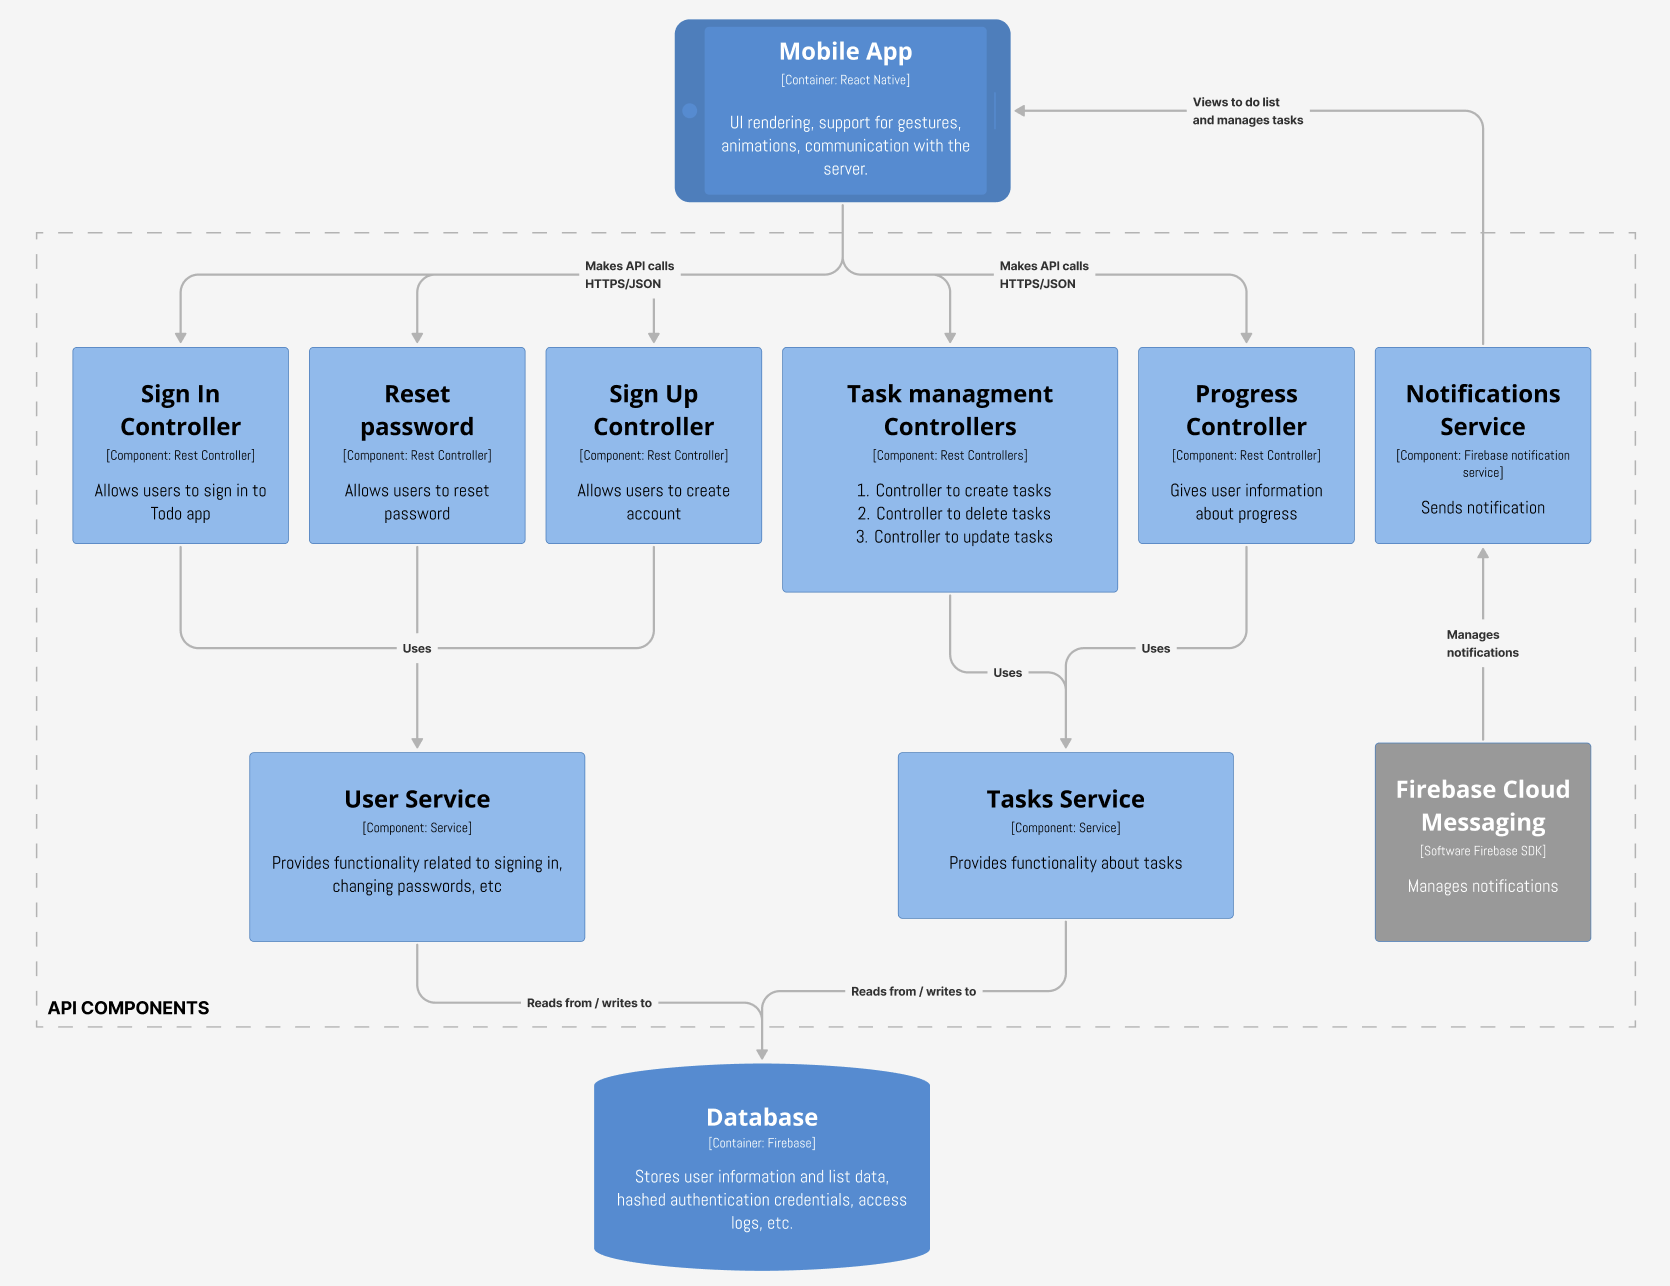 Mobile App
[Container: React Native]
UI rendering, support for gestures,
animations, communication with the
server.
Views to do list
and manages tasks
Makes API calls
HTTPS/JSON
Makes API calls
HTTPS/JSON
Sign In
Controller
[Component: Rest Controller]
Allows users to sign in to
Todo app
Reset
password
[Component: Rest Controller]
Allows users to reset
password
Sign Up
Controller
[Component: Rest Controller]
Allows users to create
account
Task managment
Controllers
[Component: Rest Controllers]
1. Controller to create tasks
2. Controller to delete tasks
3. Controller to update tasks
Progress
Controller
[Component: Rest Controller]
Gives user information
about progress
Notifications
Service
[Component: Firebase notification
service]
Sends notification
Uses
Uses
Uses
Manages
notifications
User Service
[Component: Service]
Provides functionality related to signing in,
changing passwords, etc
Tasks Service
[Component: Service]
Provides functionality about tasks
Firebase Cloud
Messaging
[Software Firebase SDK]
Manages notifications
Reads from / writes to
Reads from / writes to
API COMPONENTS
Database
[Container: Firebase]
Stores user information and list data,
hashed authentication credentials, access
logs, etc.